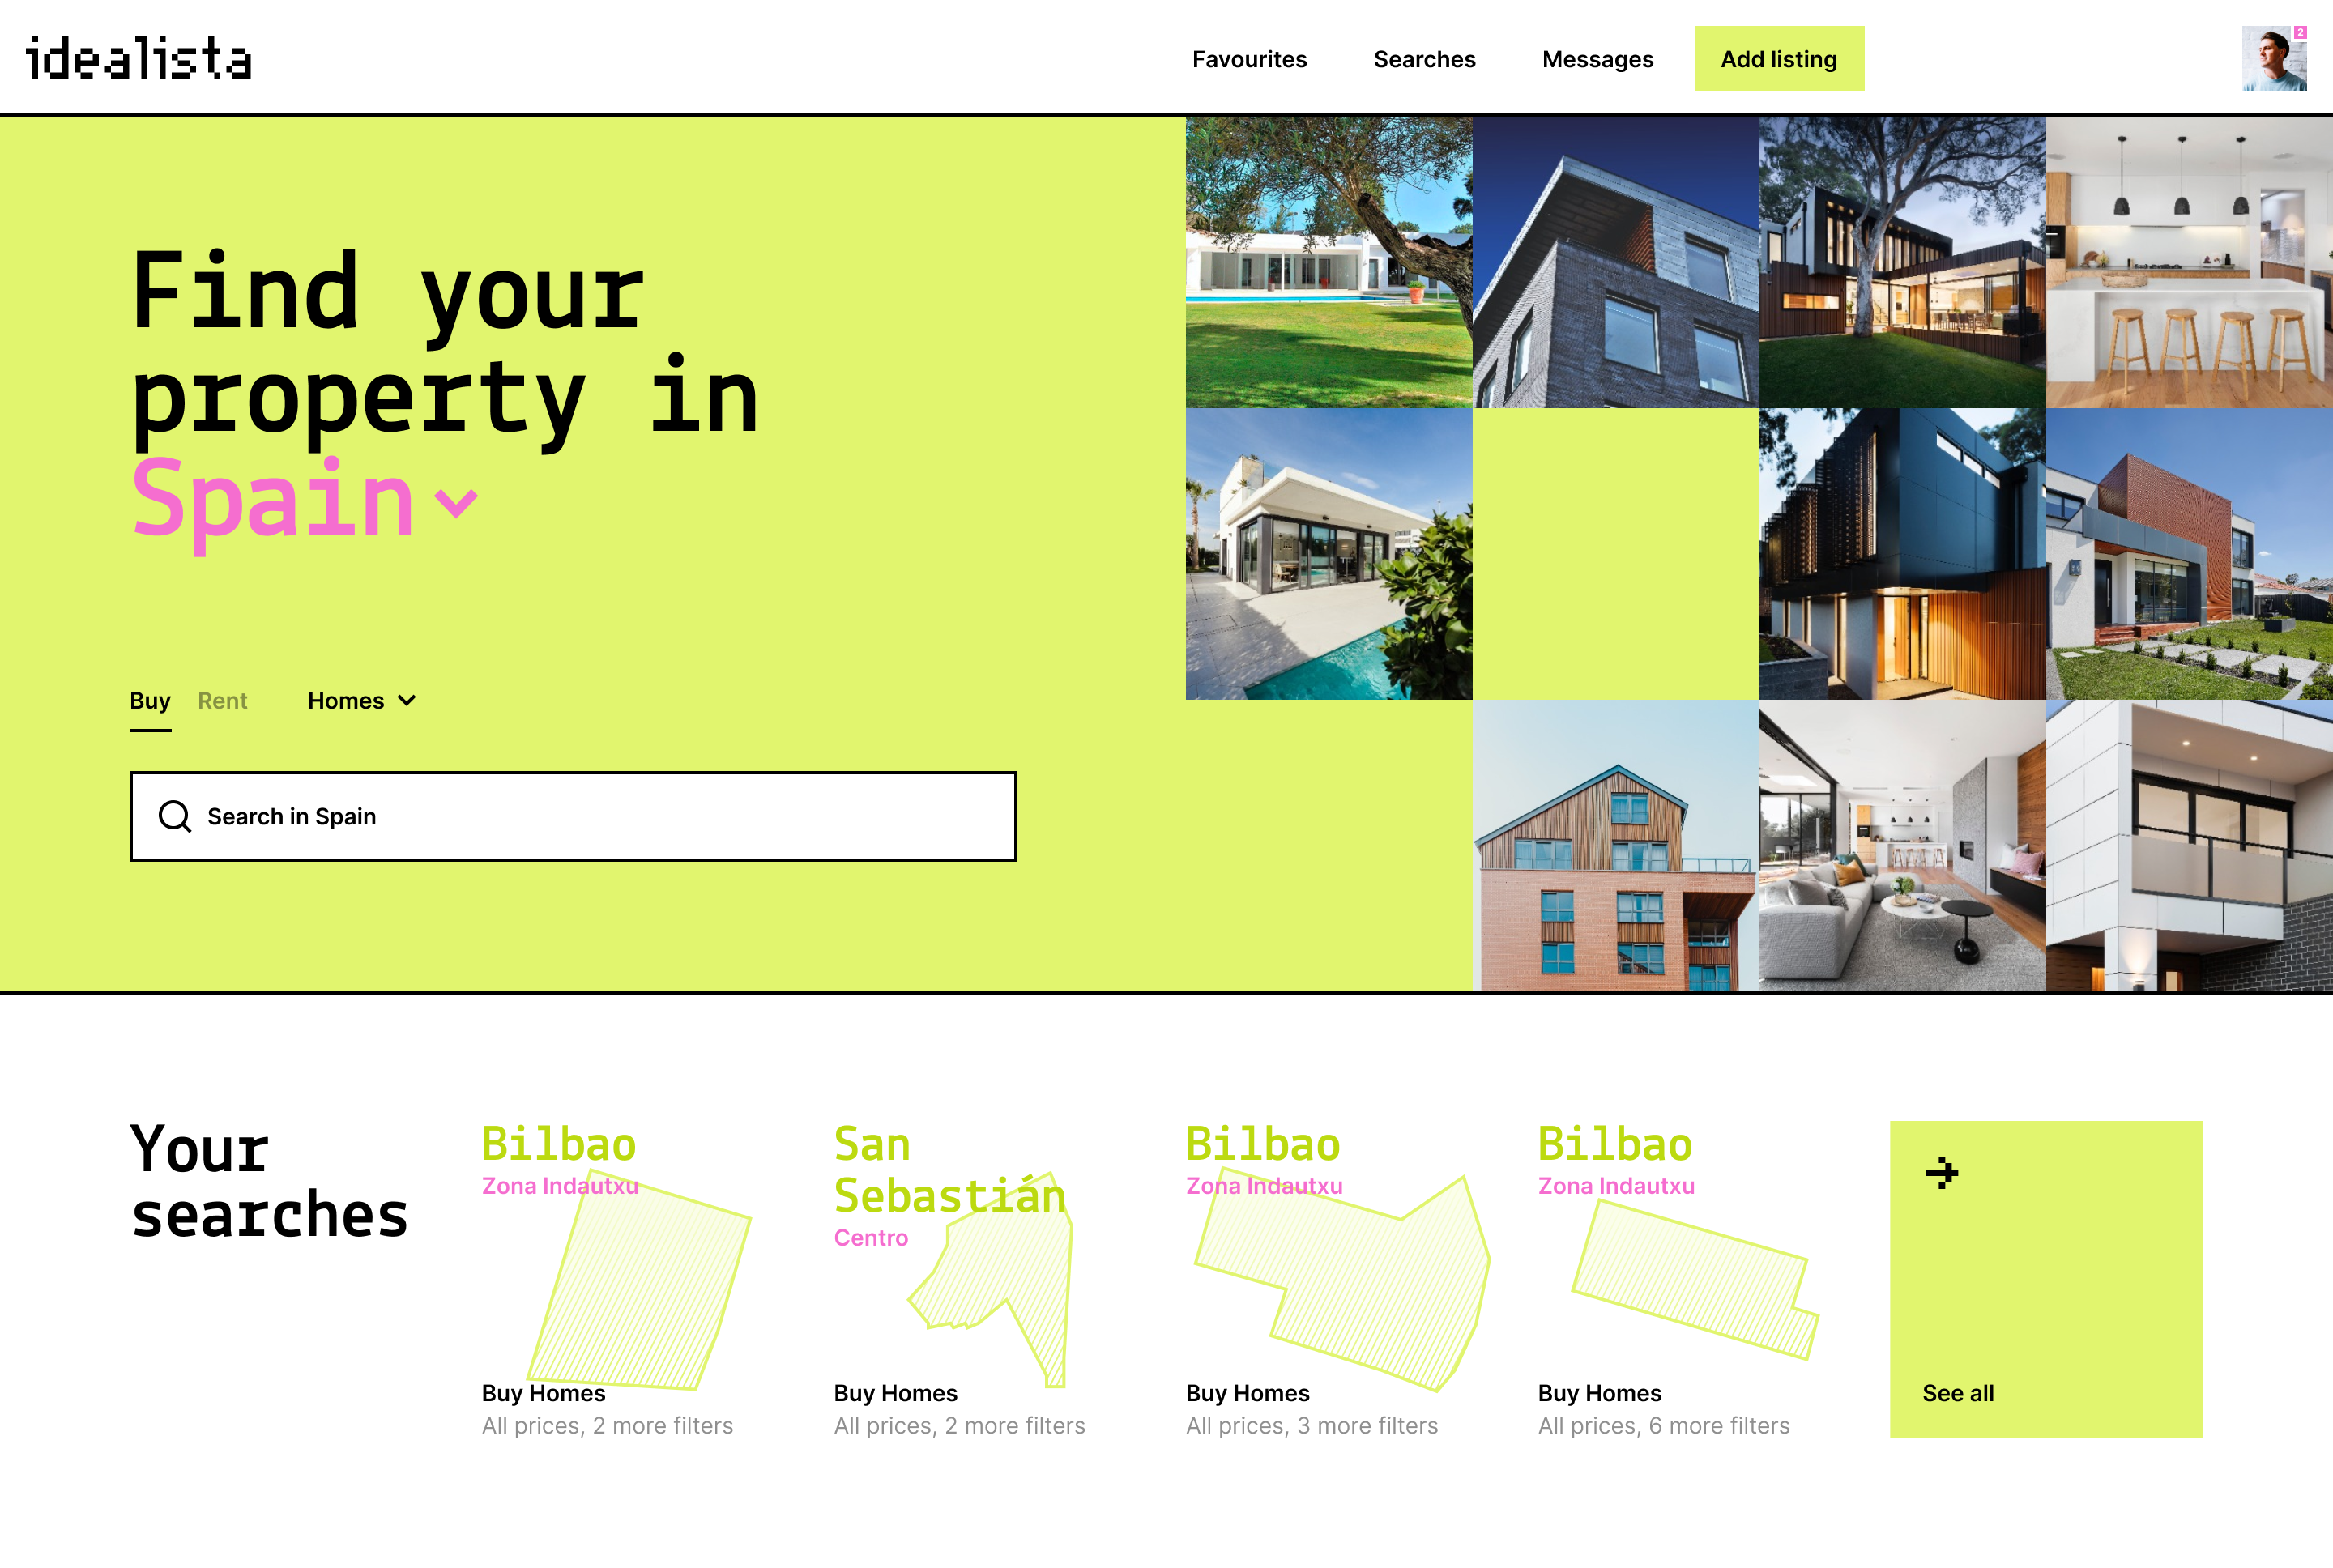 idealista
Favourites
Searches
Messages
Add listing
2
Find your
property in
Spain
Buy
Rent
Homes
Search in Spain
Your
searches
Bilbao
Zona Indautxu
Buy Homes
All prices, 2 more filters
San
Sebastián
Centro
Buy Homes
All prices, 2 more filters
Bilbao
Zona Indautxu
Buy Homes
All prices, 3 more filters
Bilbao
Zona Indautxu
Buy Homes
All prices, 6 more filters
See all